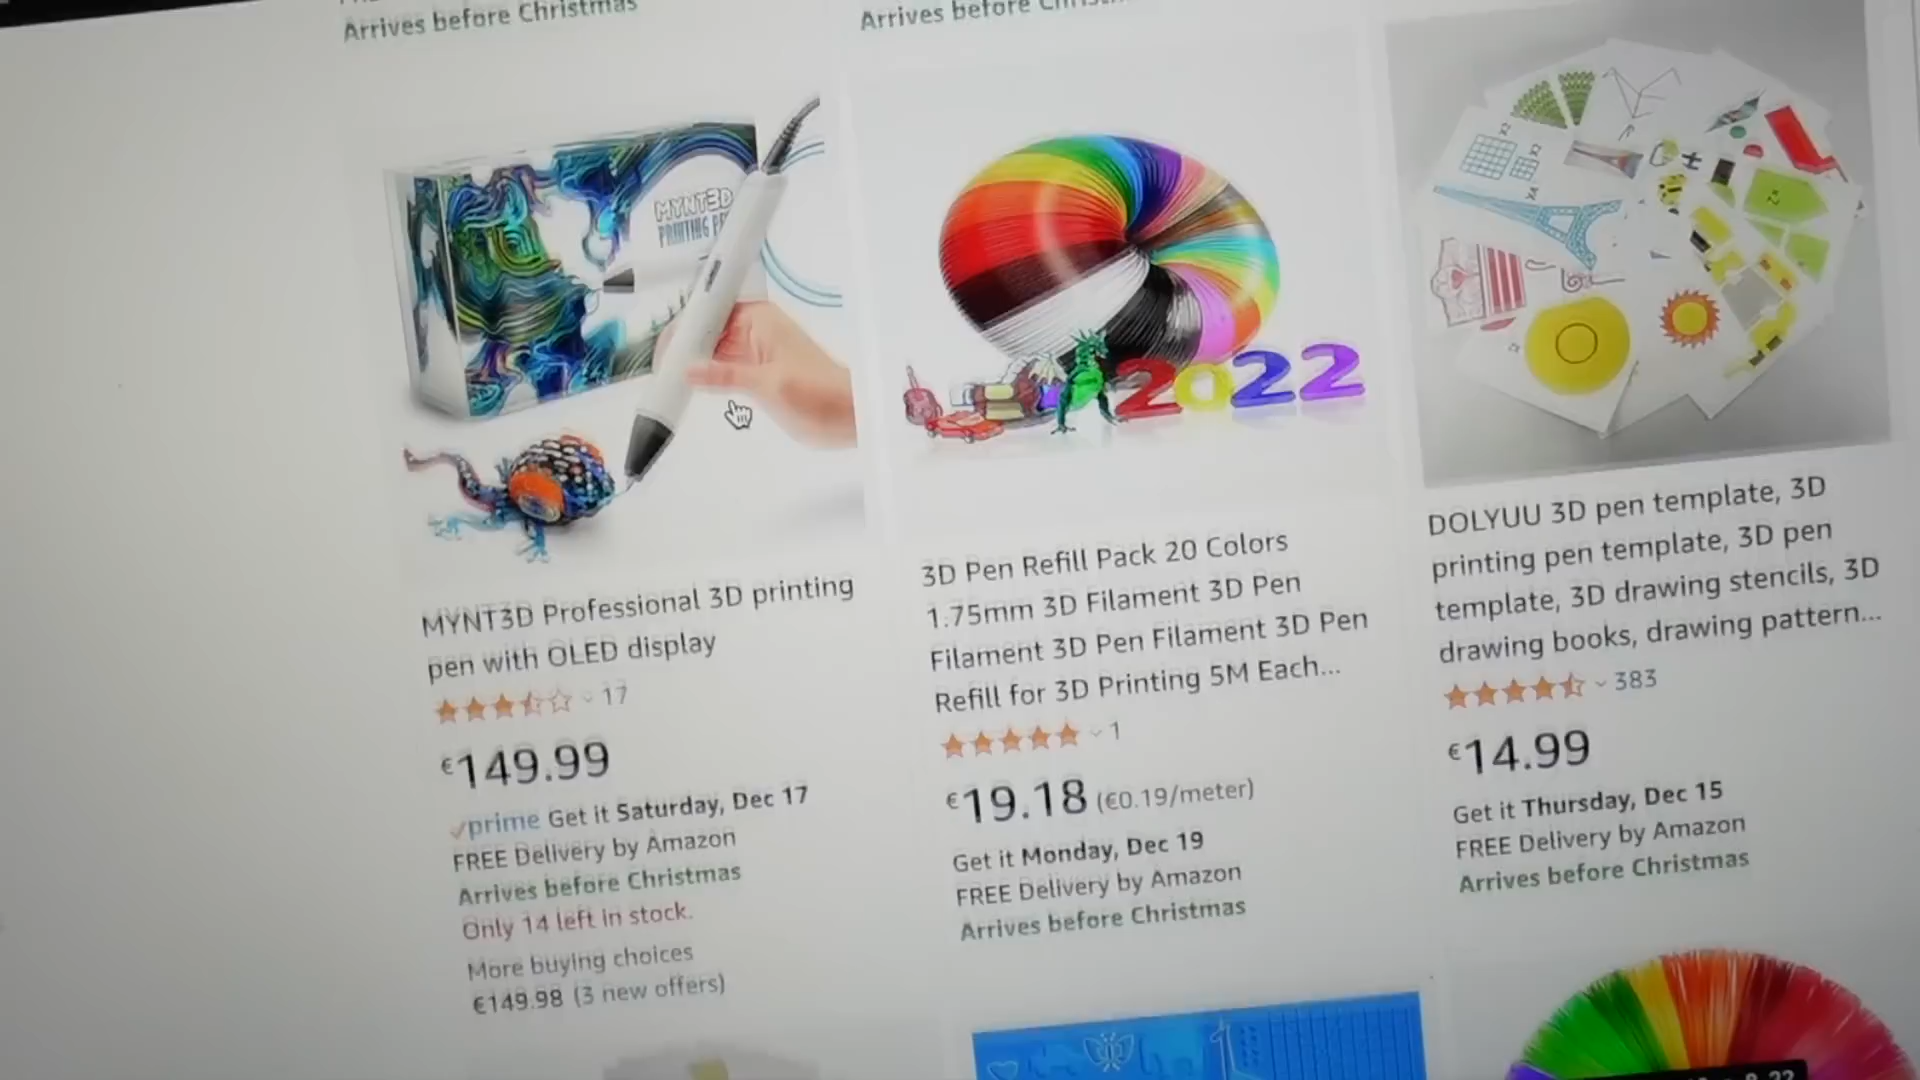 Arrives before Christmas
Arrives before
MYNT3D
PRINTING
2022
MYNT3D Professional 3D printing
pen with OLED display
17
€149.99
prime Get it Saturday, Dec 17
FREE Delivery by Amazon
Arrives before Christmas
Only 14 left in stock.
More buying choices
€149.98 (3 new offers)
3D Pen Refill Pack 20 Colors
1.75mm 3D Filament 3D Pen
Filament 3D Pen Filament 3D Pen
Refill for 3D Printing 5M Each...
1
€19.18 (€0.19/meter)
Get it Monday, Dec 19
FREE Delivery by Amazon
Arrives before Christmas
DOLYUU 3D pen template, 3D
printing pen template, 3D pen
template, 3D drawing stencils, 3D
drawing books, drawing pattern...
383
€14.99
Get it Thursday, Dec 15
FREE Delivery by Amazon
Arrives before Christmas